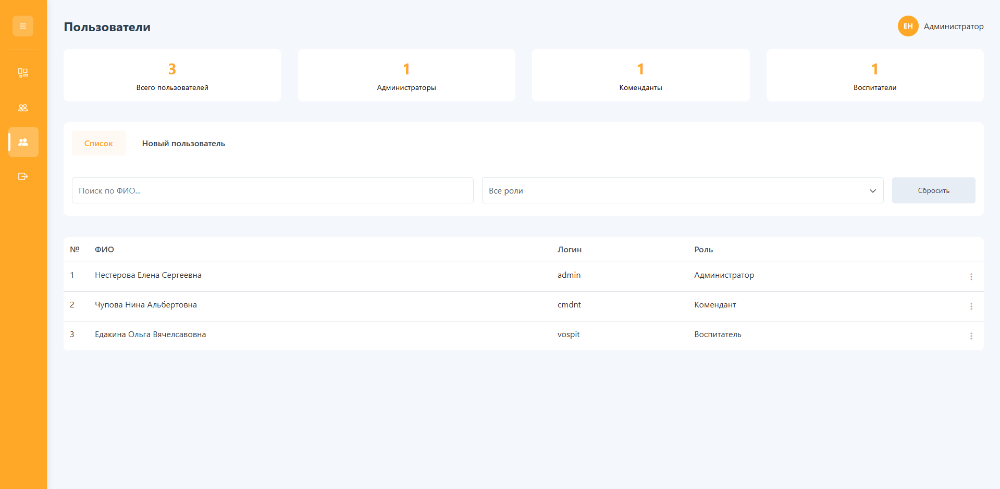 Пользователи
ЕН Администратор
3
Всего пользователей
1
Администраторы
1
Коменданты
1
Воспитатели
Список Новый пользователь
Поиск по ФИО... Все роли Сбросить
№ ФИО Логин Роль
1 Нестерова Елена Сергеевна admin Администратор
2 Чупова Нина Альбертовна cmdnt Комендант
3 Едакина Ольга Вячелсавовна vospit Воспитатель